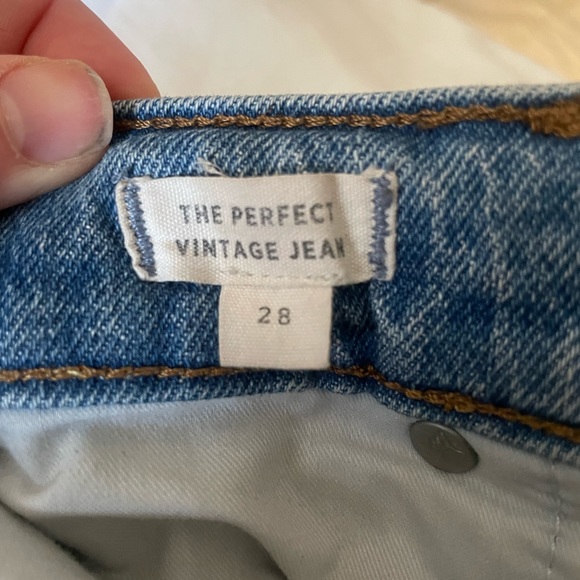 THE PERFECT
VINTAGE JEAN
28